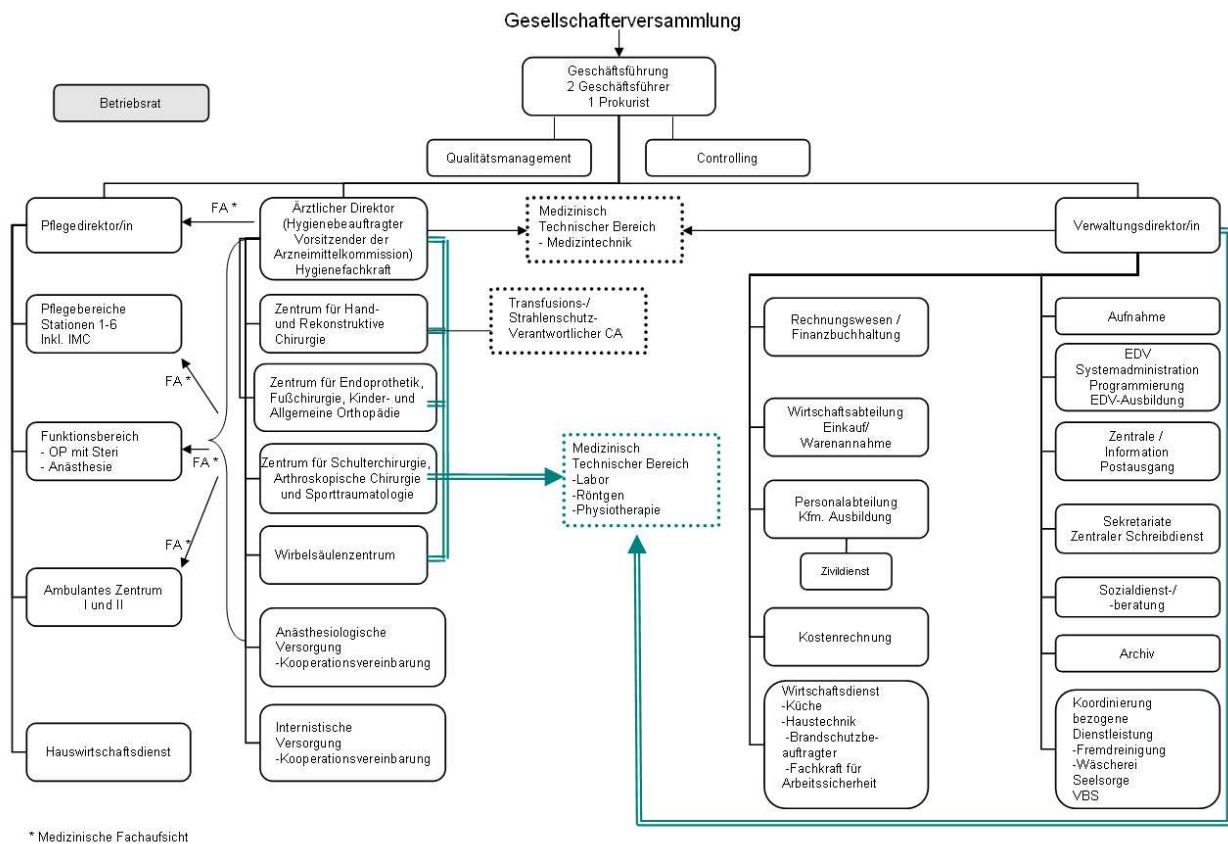 Gesellschafterversammlung
Geschäftsführung
2 Geschäftsführer
1 Prokurist
Betriebsrat
Qualitätsmanagement
Controlling
Pflegedirektor/in
FA *
Ärztlicher Direktor
(Hygienebeauftragter
Vorsitzender der
Arzneimittelkommission)
Hygienefachkraft
Medizinisch
Technischer Bereich
- Medizintechnik
Verwaltungsdirektor/in
Pflegebereiche
Stationen 1-6
Inkl. IMC
FA *
Funktionsbereich
- OP mit Steri
- Anästhesie
FA *
FA *
Ambulantes Zentrum
I und II
Hauswirtschaftsdienst
Zentrum für Hand-
und Rekonstruktive
Chirurgie
Transfusions-/
Strahlenschutz-
Verantwortlicher CA
Zentrum für Endoprothetik,
Fußchirurgie, Kinder- und
Allgemeine Orthopädie
Zentrum für Schulterchirurgie,
Arthroskopische Chirurgie
und Sporttraumatologie
Wirbelsäulenzentrum
Anästhesiologische
Versorgung
-Kooperationsvereinbarung
Internistische
Versorgung
-Kooperationsvereinbarung
Medizinisch
Technischer Bereich
-Labor
-Röntgen
-Physiotherapie
Rechnungswesen /
Finanzbuchhaltung
Wirtschaftsabteilung
Einkauf/
Warenannahme
Personalabteilung
Kfm. Ausbildung
Zivildienst
Kostenrechnung
Wirtschaftsdienst
-Küche
-Haustechnik
-Brandschutzbe-
auftragter
-Fachkraft für
Arbeitssicherheit
Aufnahme
EDV
Systemadministration
Programmierung
EDV-Ausbildung
Zentrale /
Information
Postausgang
Sekretariate
Zentraler Schreibdienst
Sozialdienst-/
-beratung
Archiv
Koordinierung
bezogene
Dienstleistung
-Fremdreinigung
-Wäscherei
Seelsorge
VBS
* Medizinische Fachaufsicht